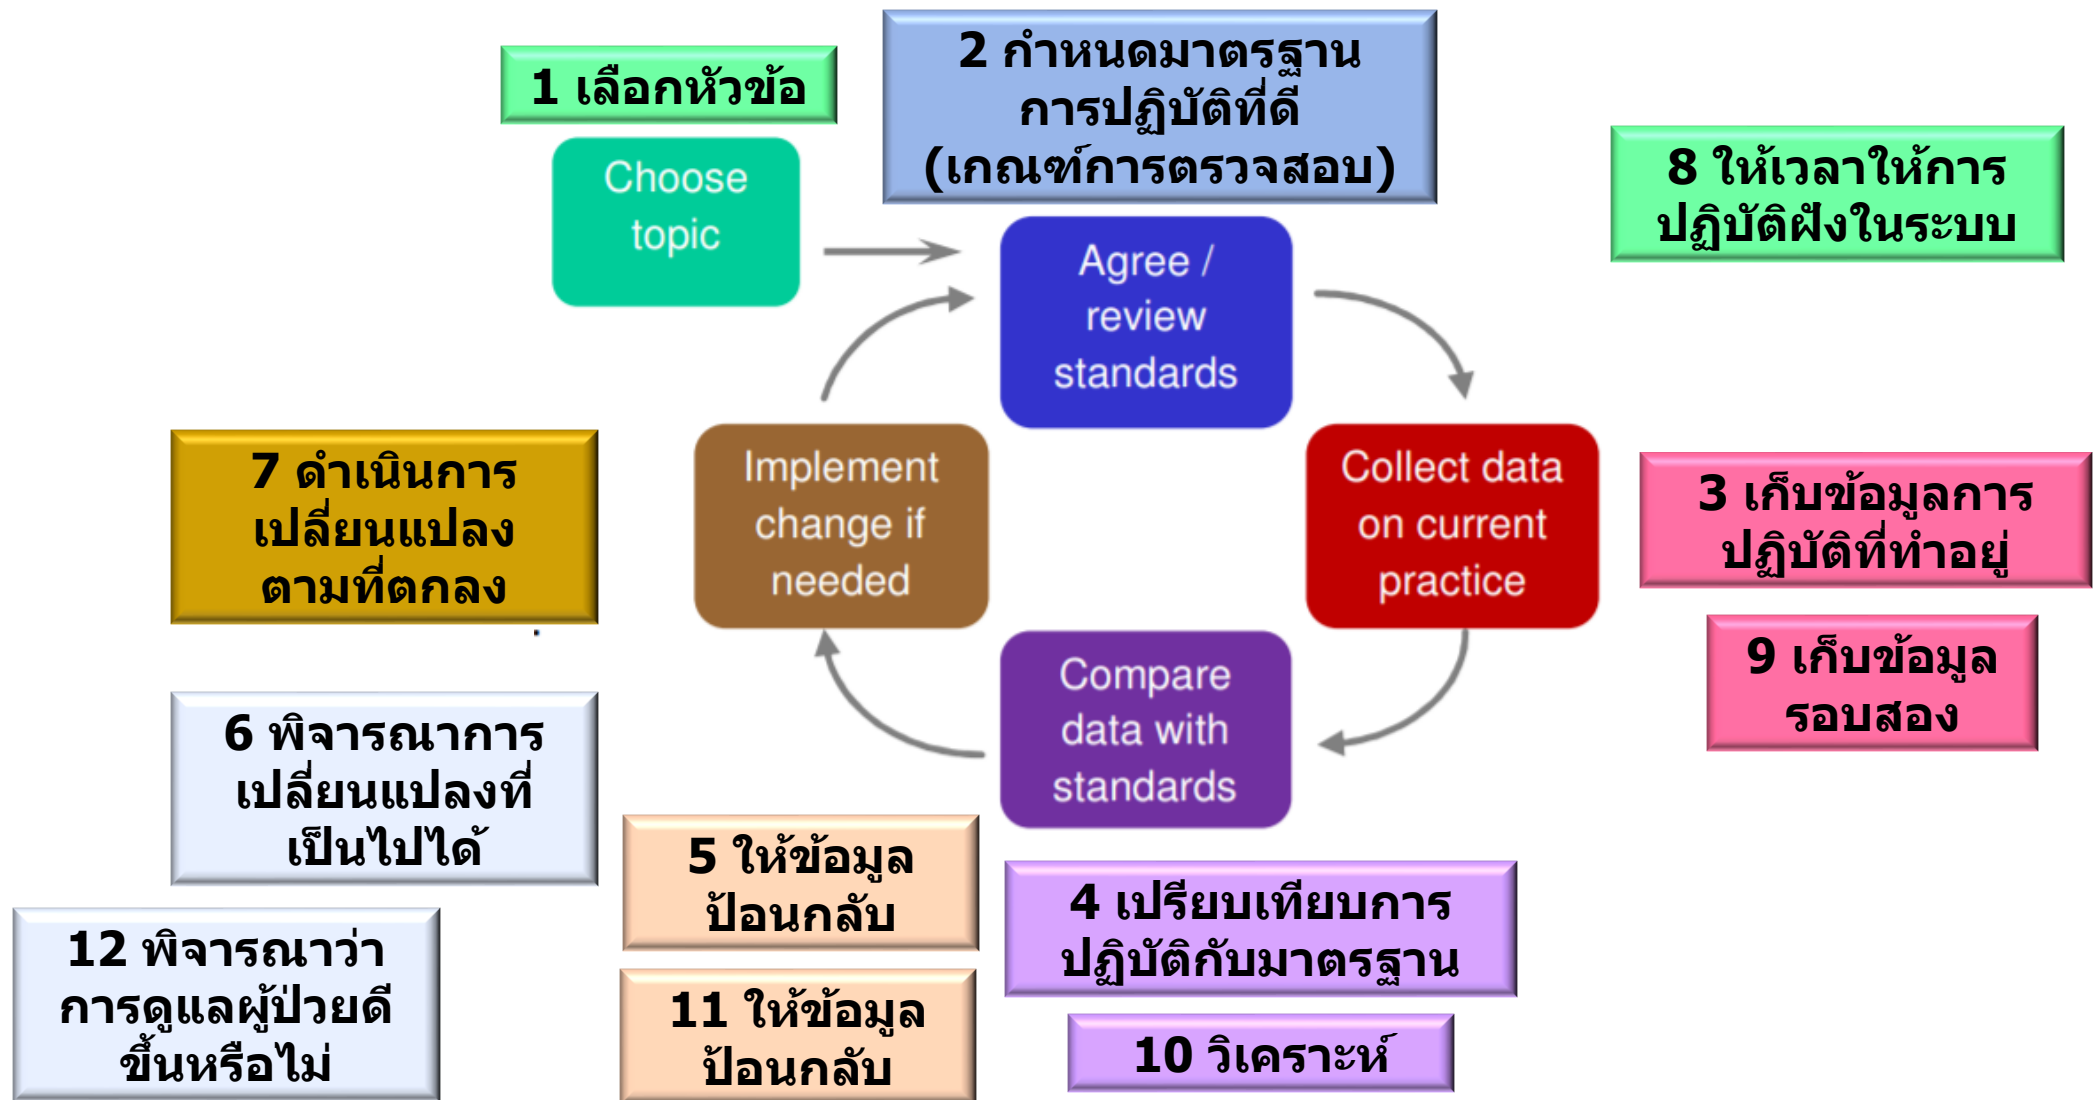 1 เลือกหัวข้อ
2 กำหนดมาตรฐาน
การปฏิบัติที่ดี
(เกณฑ์การตรวจสอบ)
Choose
topic
8 ให้เวลาให้การ
ปฏิบัติฝังในระบบ
Agree /
review
standards
7 ดำเนินการ
เปลี่ยนแปลง
ตามที่ตกลง
Implement
change if
needed
Collect data
on current
practice
3 เก็บข้อมูลการ
ปฏิบัติที่ทำอยู่
9 เก็บข้อมูล
รอบสอง
Compare
data with
standards
6 พิจารณาการ
เปลี่ยนแปลงที่
เป็นไปได้
5 ให้ข้อมูล
ป้อนกลับ
4 เปรียบเทียบการ
ปฏิบัติกับมาตรฐาน
12 พิจารณาว่า
การดูแลผู้ป่วยดี
ขึ้นหรือไม่
11 ให้ข้อมูล
ป้อนกลับ
10 วิเคราะห์